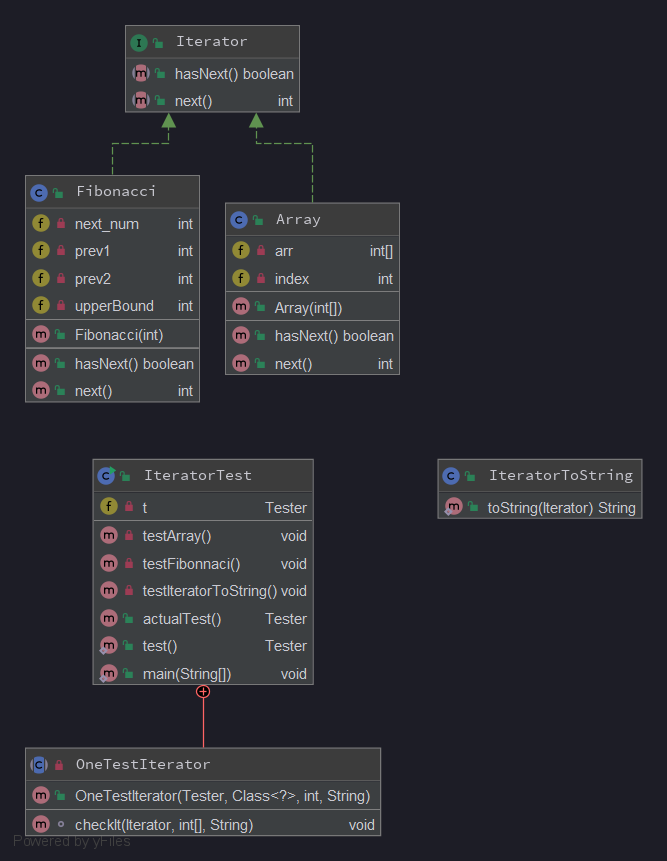 Iterator
hasNext() boolean
next() int
Fibonacci
next_num int
prev1 int
prev2 int
upperBound int
Fibonacci(int)
hasNext() boolean
next() int
Array
arr int[]
index int
Array(int[])
hasNext() boolean
next() int
IteratorTest
t Tester
testArray() void
testFibonnaci() void
testIteratorToString() void
actualTest() Tester
test() Tester
main(String[]) void
IteratorToString
toString(Iterator) String
OneTestIterator
OneTestIterator(Tester, Class<?>, int, String)
checkIt(Iterator, int[], String) void
Powered by yFiles